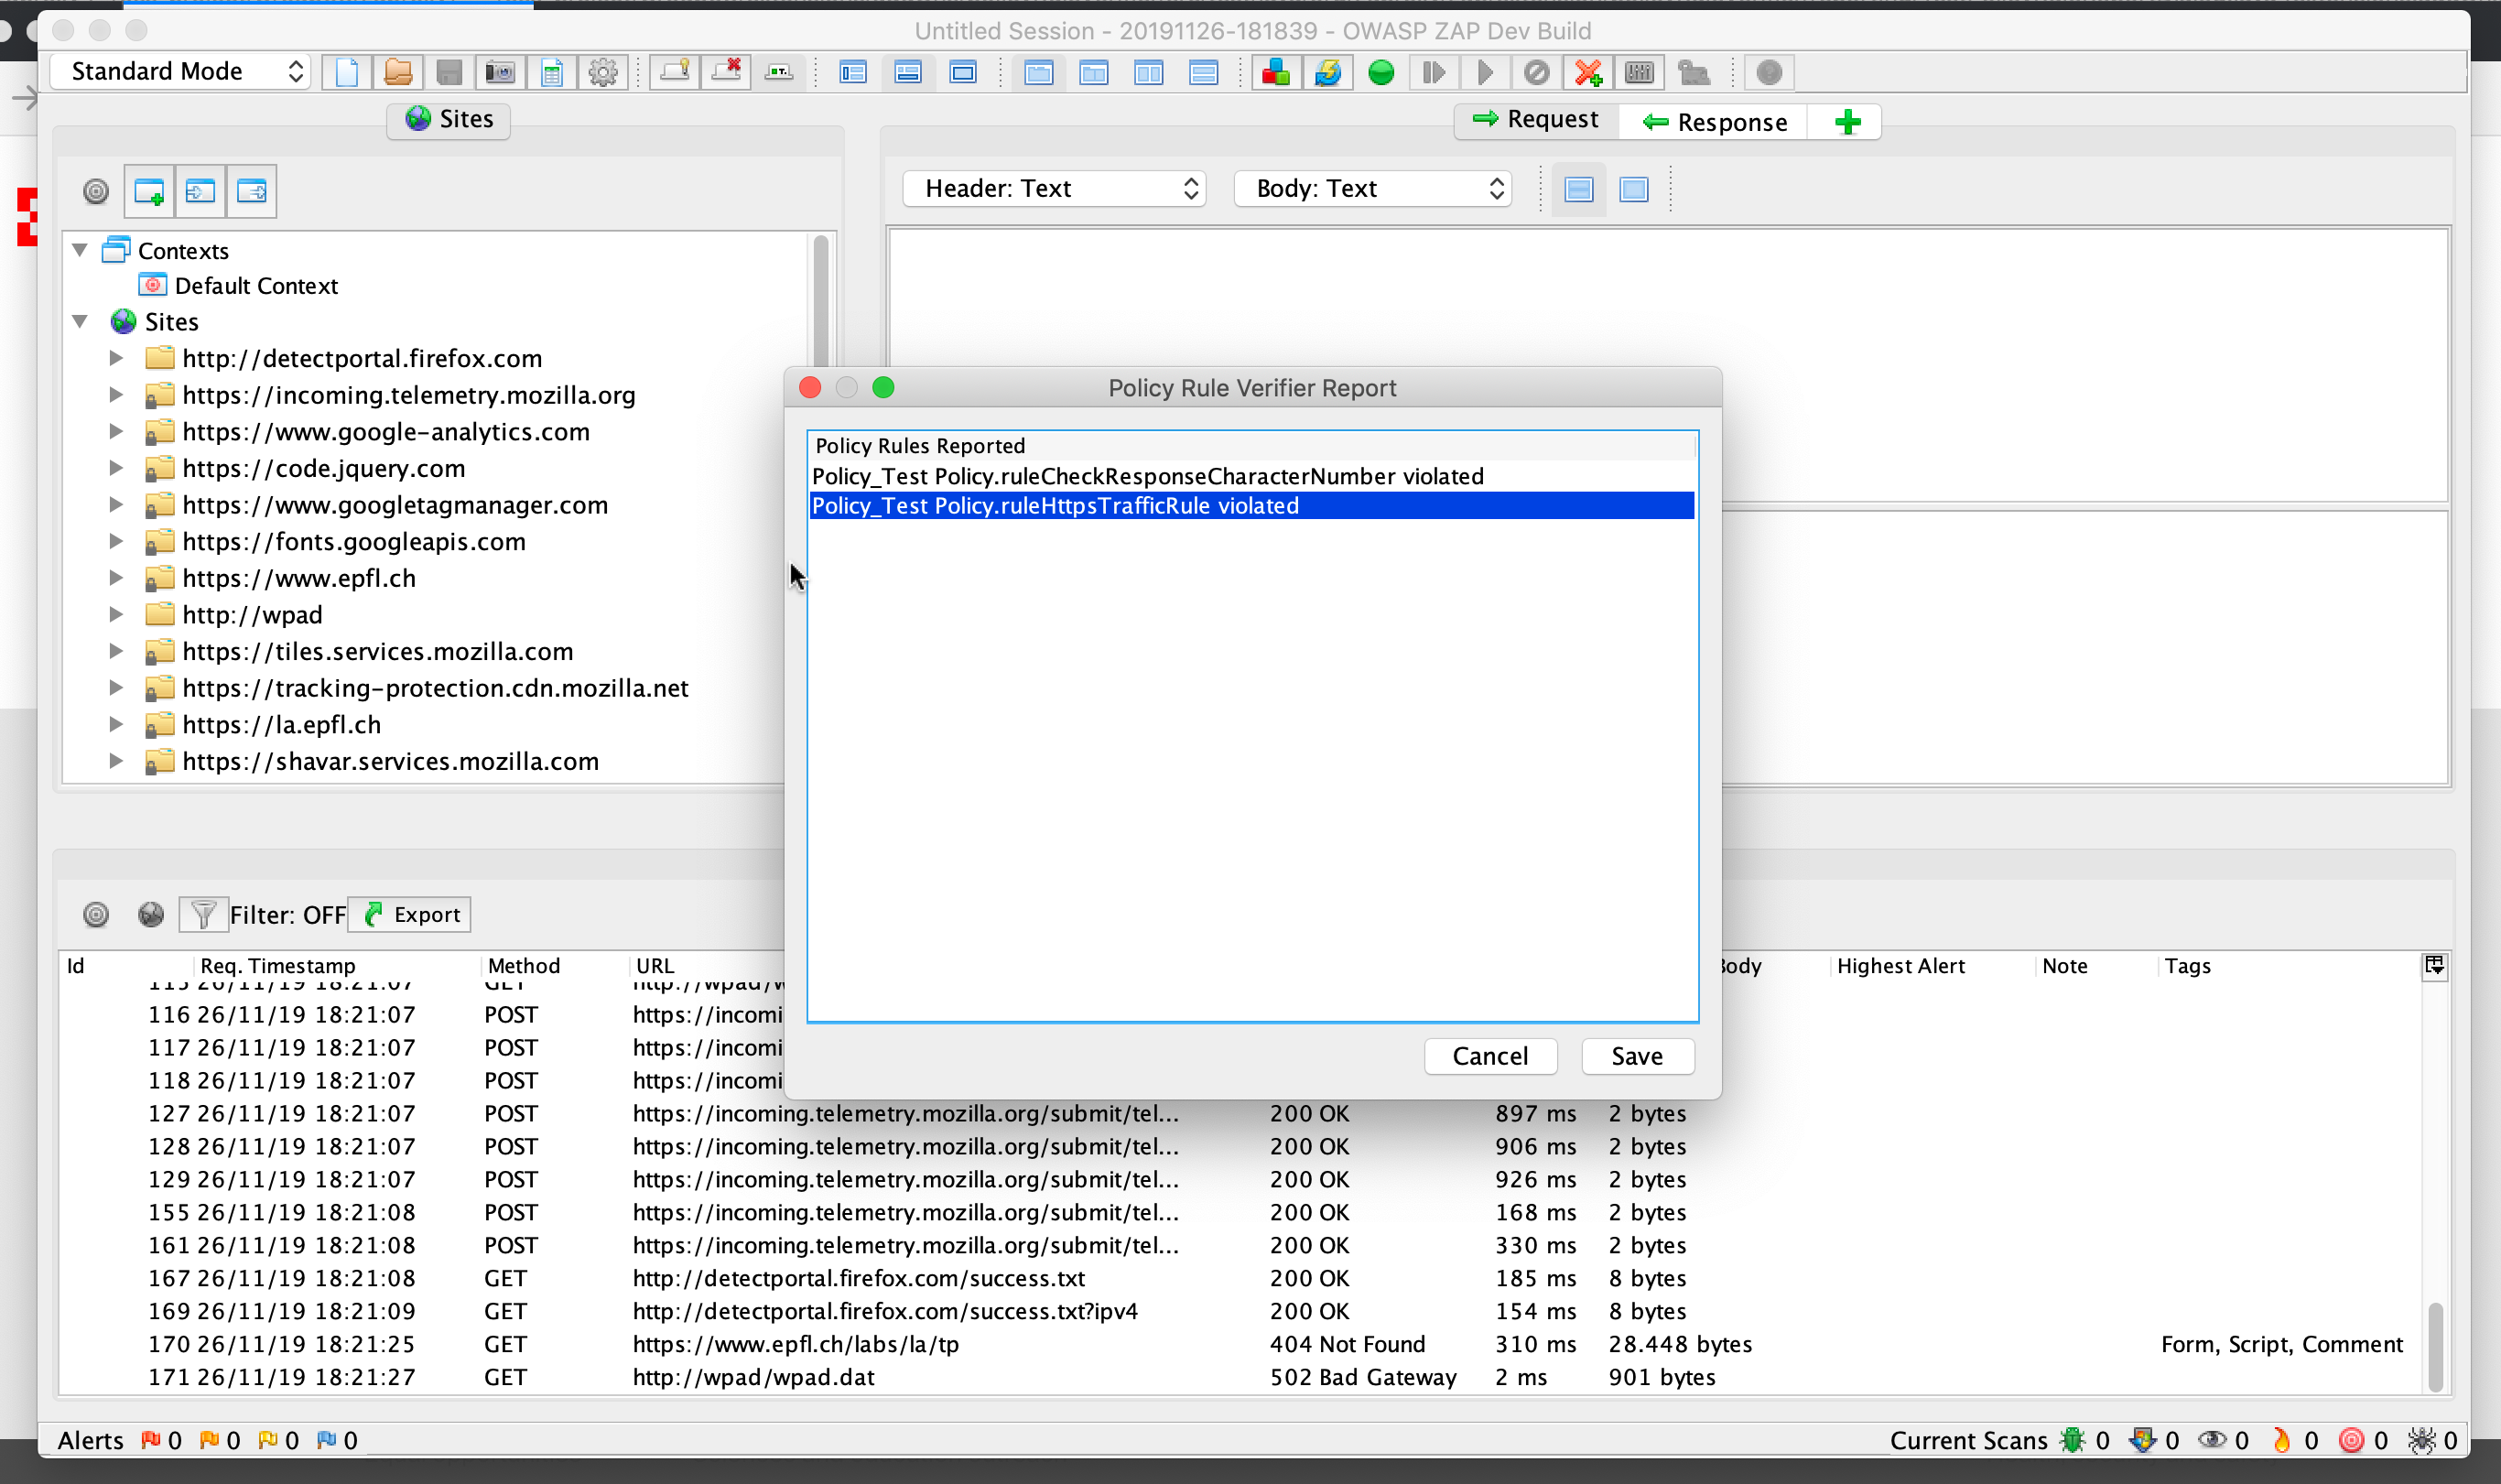 Untitled Session - 20191126-181839 - OWASP ZAP Dev Build
Standard Mode
Sites
Request
Response
Header: Text
Body: Text
Contexts
Default Context
Sites
http://detectportal.firefox.com
https://incoming.telemetry.mozilla.org
https://www.google-analytics.com
https://code.jquery.com
https://www.googletagmanager.com
https://fonts.googleapis.com
https://www.epfl.ch
http://wpad
https://tiles.services.mozilla.com
https://tracking-protection.cdn.mozilla.net
https://la.epfl.ch
https://shavar.services.mozilla.com
Policy Rule Verifier Report
Policy Rules Reported
Policy_Test Policy.ruleCheckResponseCharacterNumber violated
Policy_Test Policy.ruleHttpsTrafficRule violated
Cancel Save
Filter: OFF Export
Id Req. Timestamp Method URL Body Highest Alert Note Tags
115 26/11/19 18:21:07 GET http://wpad/w
116 26/11/19 18:21:07 POST https://incomi
117 26/11/19 18:21:07 POST https://incomi
118 26/11/19 18:21:07 POST https://incomi
127 26/11/19 18:21:07 POST https://incoming.telemetry.mozilla.org/submit/tel... 200 OK 897 ms 2 bytes
128 26/11/19 18:21:07 POST https://incoming.telemetry.mozilla.org/submit/tel... 200 OK 906 ms 2 bytes
129 26/11/19 18:21:07 POST https://incoming.telemetry.mozilla.org/submit/tel... 200 OK 926 ms 2 bytes
155 26/11/19 18:21:08 POST https://incoming.telemetry.mozilla.org/submit/tel... 200 OK 168 ms 2 bytes
161 26/11/19 18:21:08 POST https://incoming.telemetry.mozilla.org/submit/tel... 200 OK 330 ms 2 bytes
167 26/11/19 18:21:08 GET http://detectportal.firefox.com/success.txt 200 OK 185 ms 8 bytes
169 26/11/19 18:21:09 GET http://detectportal.firefox.com/success.txt?ipv4 200 OK 154 ms 8 bytes
170 26/11/19 18:21:25 GET https://www.epfl.ch/labs/la/tp 404 Not Found 310 ms 28.448 bytes Form, Script, Comment
171 26/11/19 18:21:27 GET http://wpad/wpad.dat 502 Bad Gateway 2 ms 901 bytes
Alerts 0 0 0 0 Current Scans 0 0 0 0 0 0